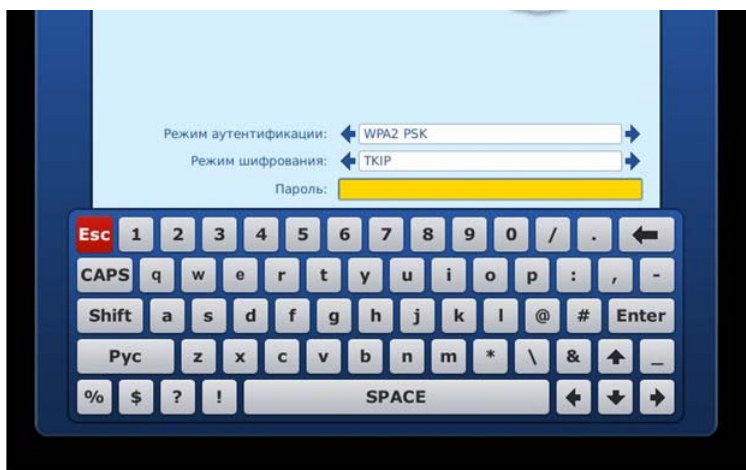 Режим аутентификации: WPA2 PSK
Режим шифрования: TKIP
Пароль:
Esc 1 2 3 4 5 6 7 8 9 0 / .
CAPS q w e r t y u i o p : , -
Shift a s d f g h j k l @ # Enter
Рус z x c v b n m * \ & _
% $ ? ! SPACE